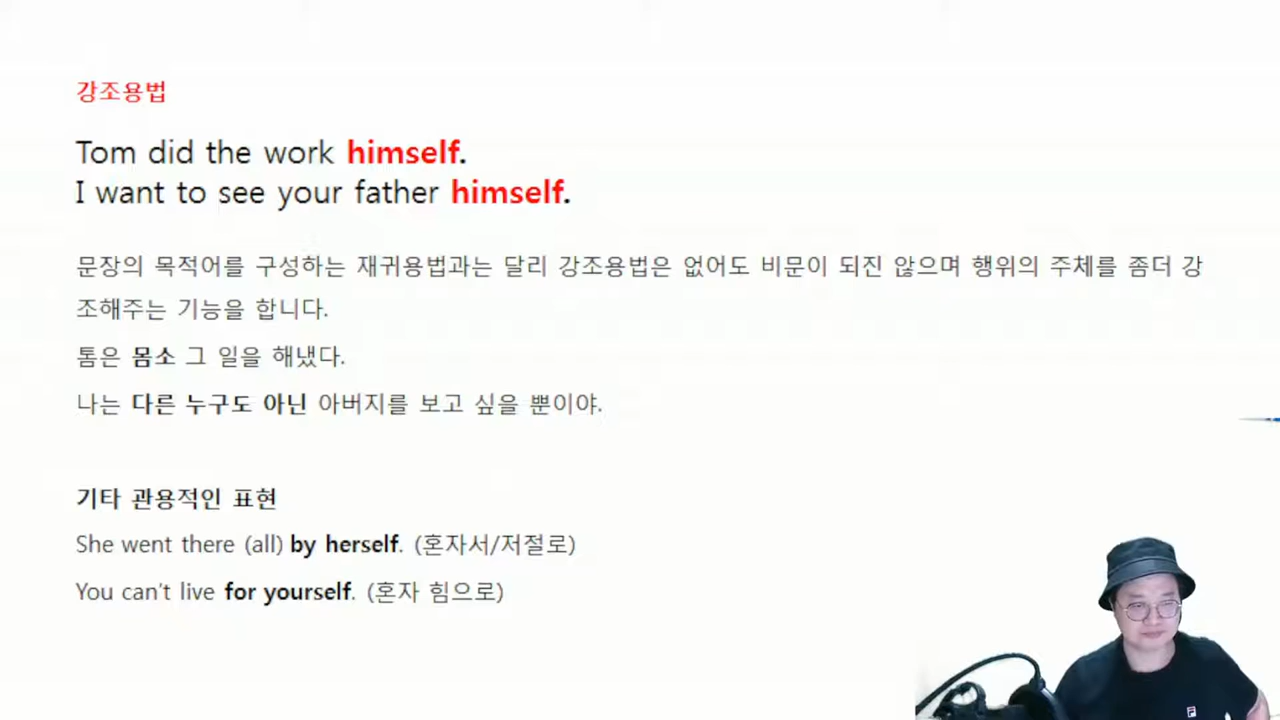 강조용법
Tom did the work himself.
I want to see your father himself.
문장의 목적어를 구성하는 재귀용법과는 달리 강조용법은 없어도 비문이 되진 않으며 행위의 주체를 좀더 강
조해주는 기능을 합니다.
톰은 몸소 그 일을 해냈다.
나는 다른 누구도 아닌 아버지를 보고 싶을 뿐이야.
기타 관용적인 표현
She went there (all) by herself. (혼자서/저절로)
You can't live for yourself. (혼자 힘으로)